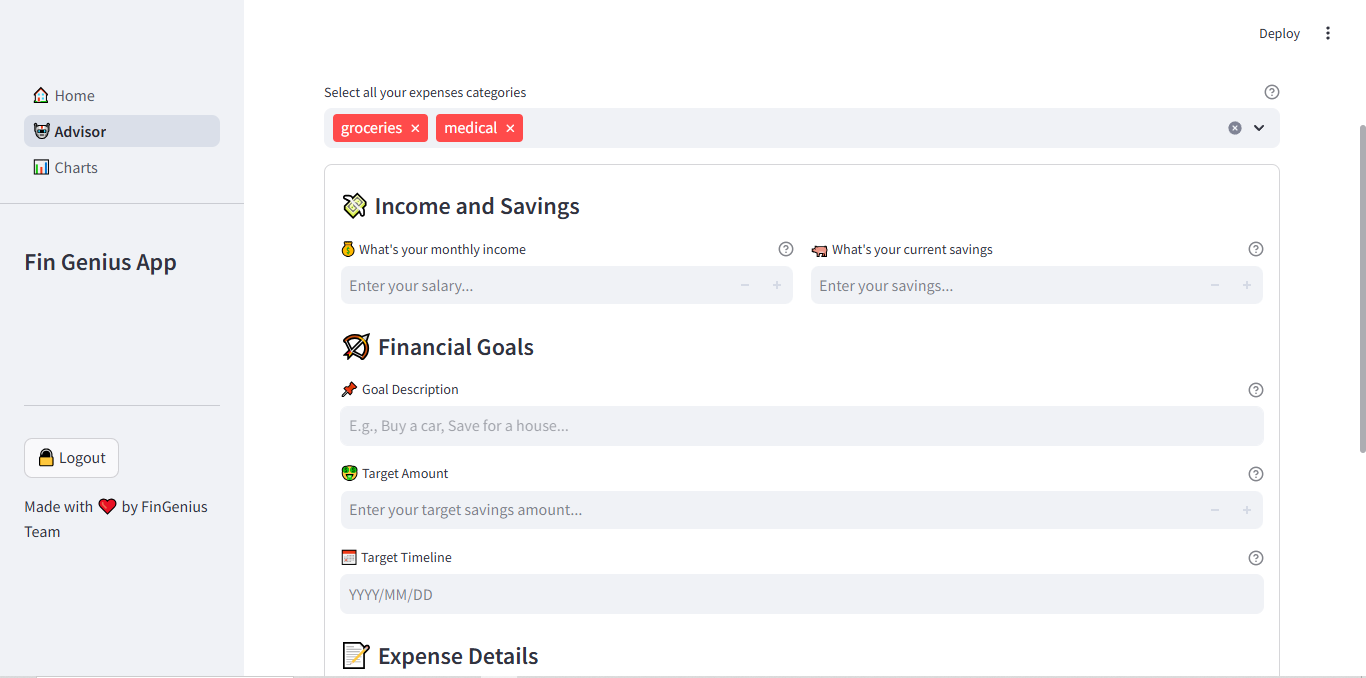 Deploy
Home
Advisor
Charts
Fin Genius App
Logout
Made with ❤️ by FinGenius
Team
Select all your expenses categories
groceries × medical ×
Income and Savings
What's your monthly income
What's your current savings
Enter your salary...
Enter your savings...
Financial Goals
Goal Description
E.g., Buy a car, Save for a house...
Target Amount
Enter your target savings amount...
Target Timeline
YYYY/MM/DD
Expense Details